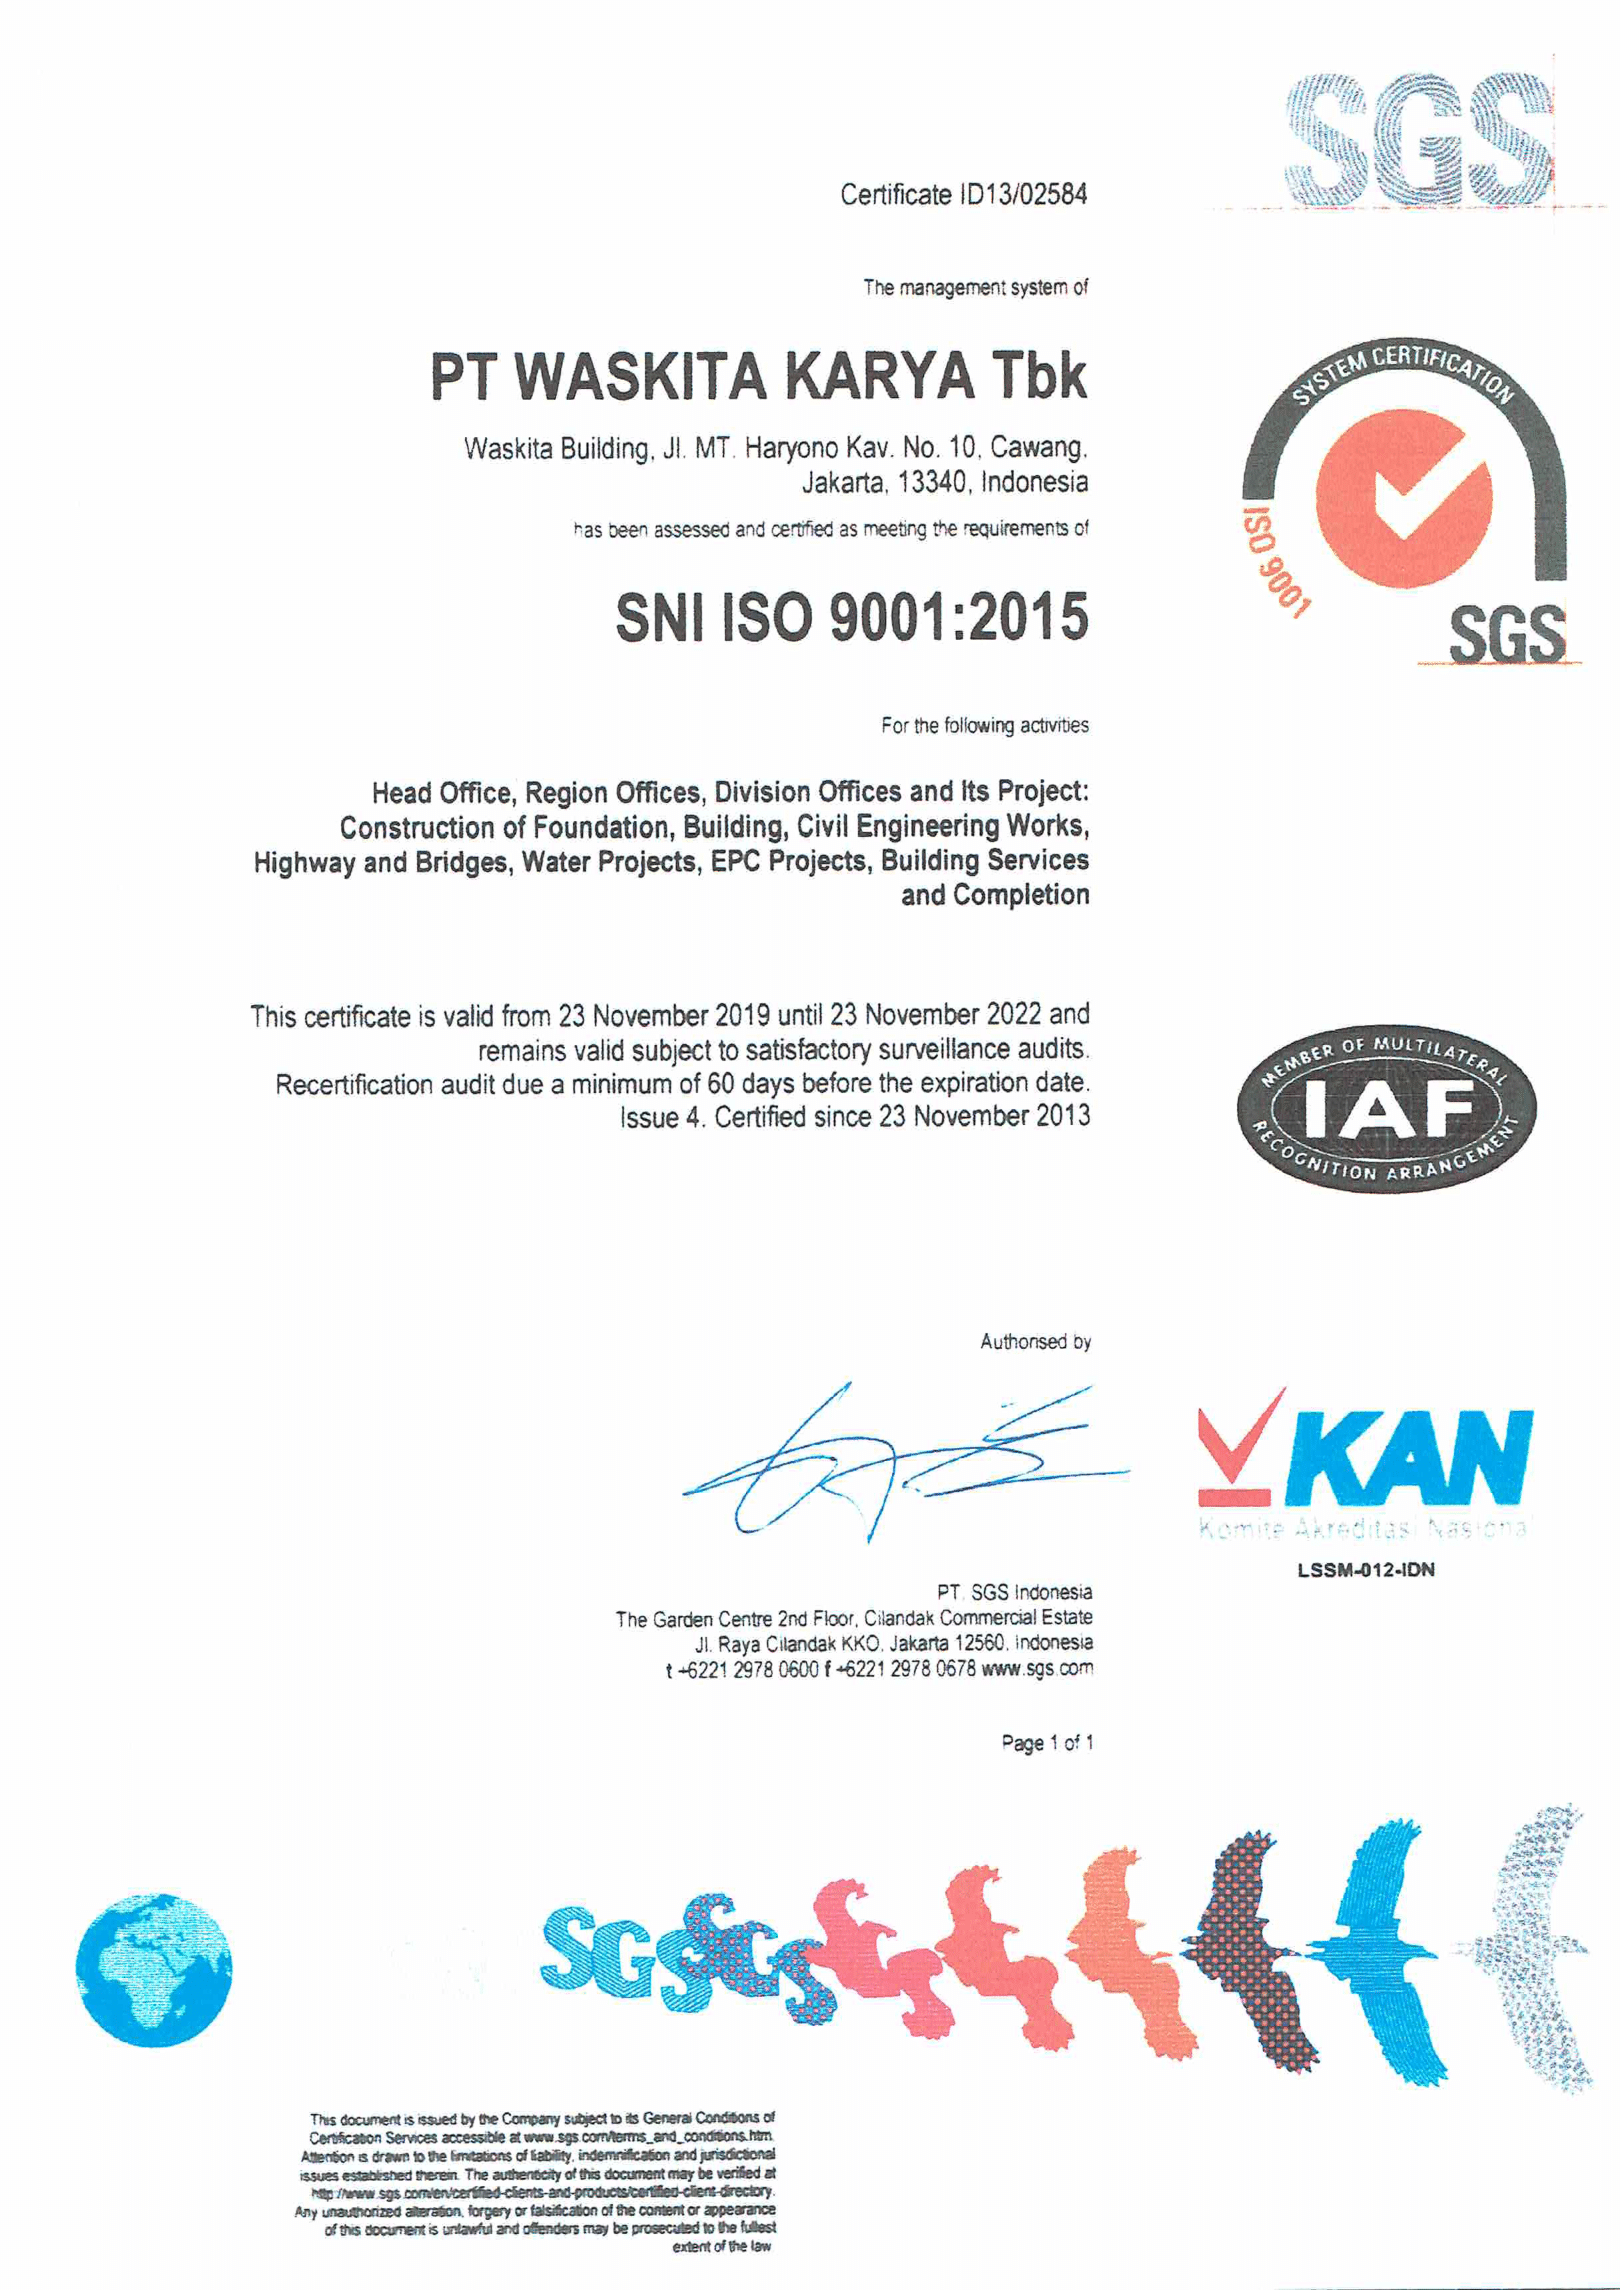 SGS
Certificate ID13/02584
The management system of
PT WASKITA KARYA Tbk
Waskita Building, Jl. MT. Haryono Kav. No. 10, Cawang,
Jakarta, 13340, Indonesia
has been assessed and certified as meeting the requirements of
SNI ISO 9001:2015
SYSTEM CERTIFICATION
ISO 9001
SGS
For the following activities
Head Office, Region Offices, Division Offices and Its Project:
Construction of Foundation, Building, Civil Engineering Works,
Highway and Bridges, Water Projects, EPC Projects, Building Services
and Completion
This certificate is valid from 23 November 2019 until 23 November 2022 and
remains valid subject to satisfactory surveillance audits.
Recertification audit due a minimum of 60 days before the expiration date.
Issue 4. Certified since 23 November 2013
MEMBER OF MULTILATERAL
IAF
RECOGNITION ARRANGEMENT
Authorised by
KAN
Komite Akreditasi Nasional
LSSM-012-IDN
PT. SGS Indonesia
The Garden Centre 2nd Floor, Cilandak Commercial Estate
Jl. Raya Cilandak KKO, Jakarta 12560, Indonesia
t +6221 2978 0600 f +6221 2978 0678 www.sgs.com
Page 1 of 1
SGS
SGS
This document is issued by the Company subject to its General Conditions of
Certification Services accessible at www.sgs.com/terms_and_conditions.htm.
Attention is drawn to the limitations of liability, indemnification and jurisdictional
issues established therein. The authenticity of this document may be verified at
http://www.sgs.com/en/certified-clients-and-products/certified-client-directory.
Any unauthorized alteration, forgery or falsification of the content or appearance
of this document is unlawful and offenders may be prosecuted to the fullest
extent of the law